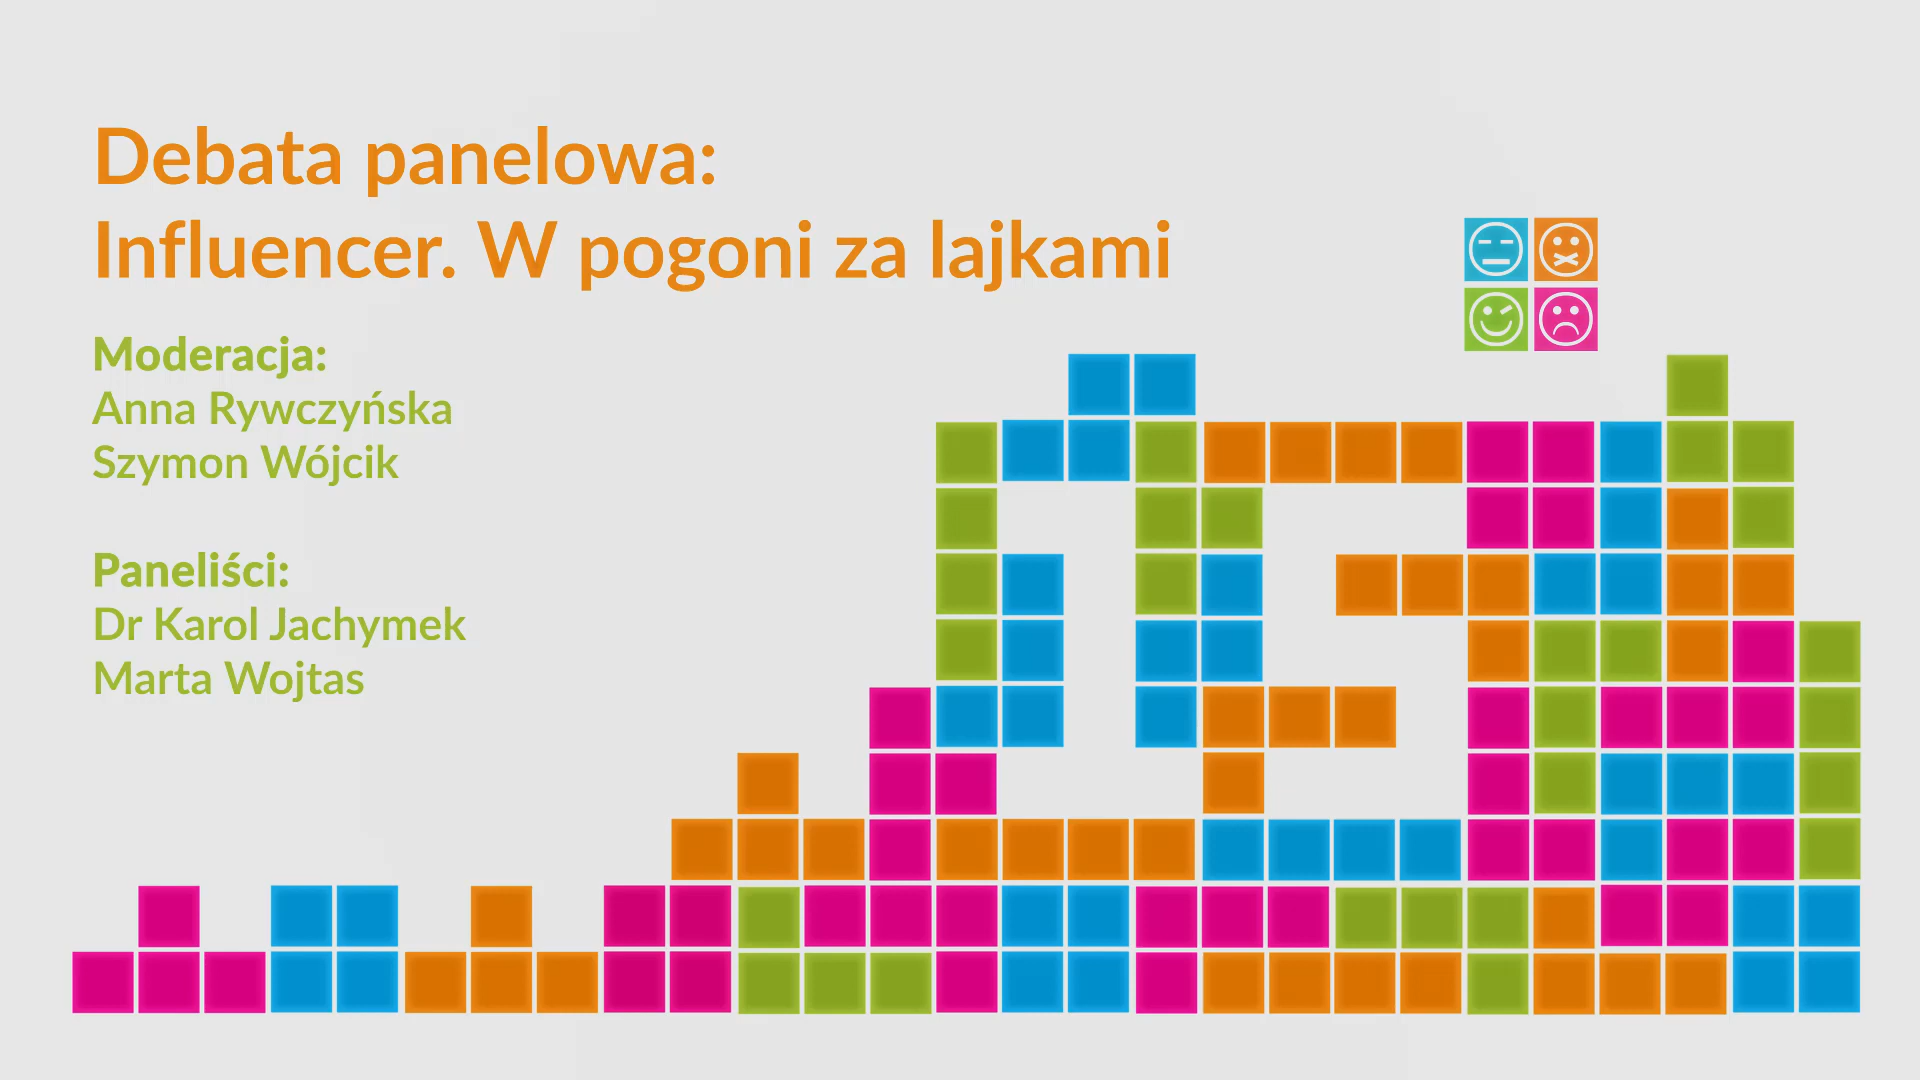 Debata panelowa:
Influencer. W pogoni za lajkami
Moderacja:
Anna Rywczyńska
Szymon Wójcik
Paneliści:
Dr Karol Jachymek
Marta Wojtas